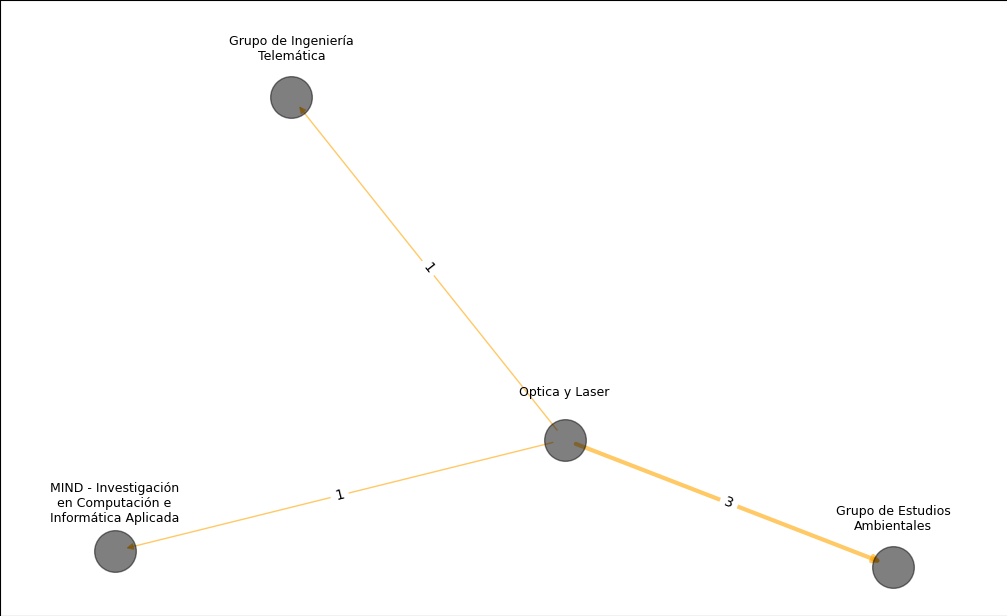 Grupo de Ingeniería
Telemática
1
Optica y Laser
MIND - Investigación
en Computación e
Informática Aplicada
1
3
Grupo de Estudios
Ambientales